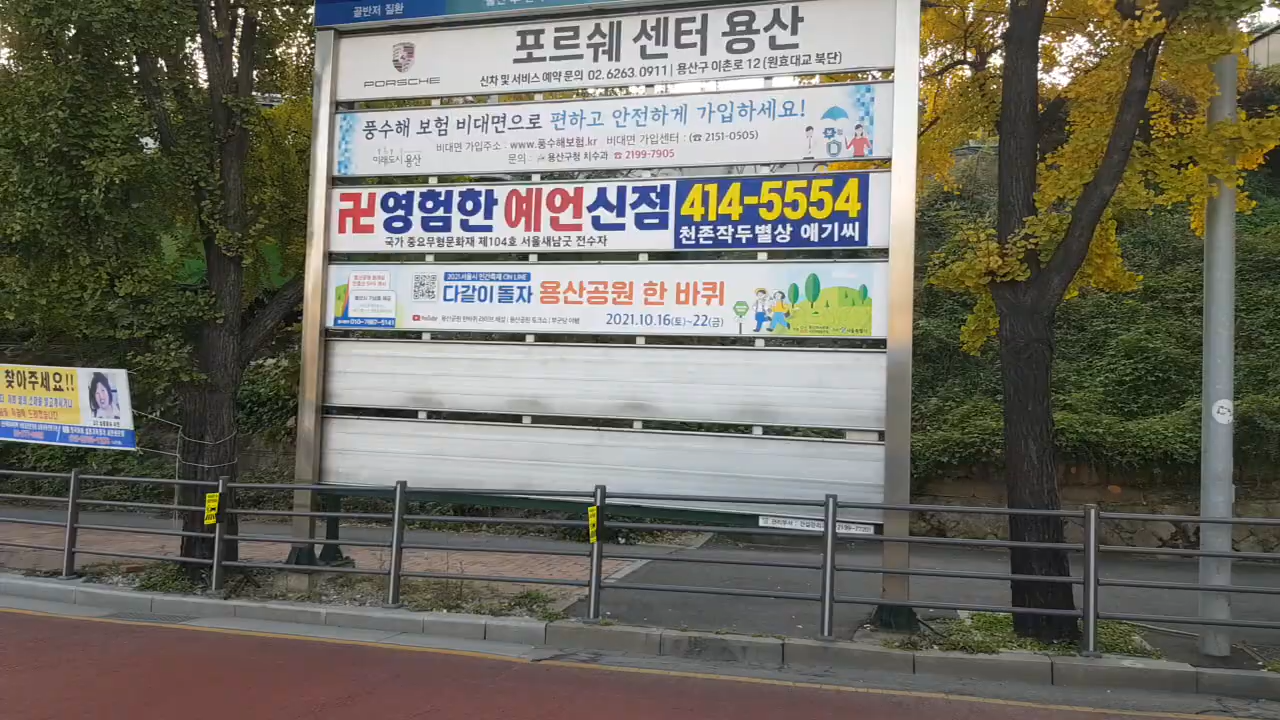 골반저 질환
PORSCHE
포르쉐 센터 용산
신차 및 서비스 예약 문의 02. 6263. 0911 | 용산구 이촌로 12 (원효대교 북단)
풍수해 보험 비대면으로 편하고 안전하게 가입하세요!
비대면 가입주소 : www.풍수해보험.kr 비대면 가입센터 : (☎ 2151-0505)
미래도시 용산
문의 : 용산구청 치수과 ☎ 2199-7905
卍영험한 예언신점 414-5554
국가 중요무형문화재 제104호 서울새남굿 전수자
천존작두별상 애기씨
2021서울시 민간축제 ON LINE
다같이 돌자 용산공원 한 바퀴
YouTube
2021.10.16(토)~22(금)
찾아주세요!!